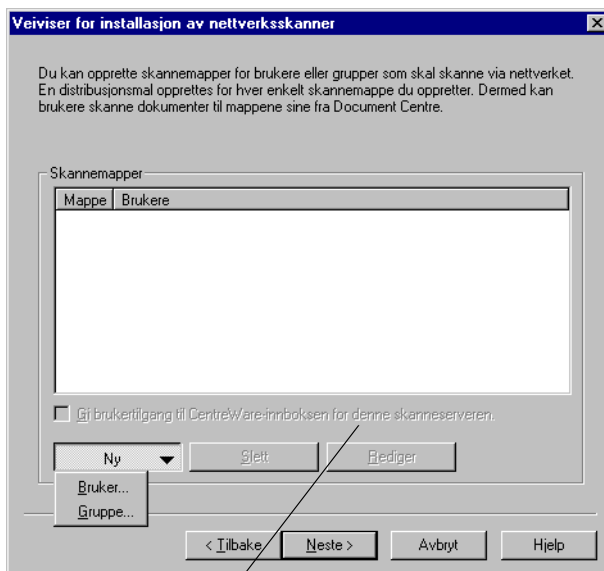 Veiviser for installasjon av nettverksskanner
Du kan opprette skannemapper for brukere eller grupper som skal skanne via nettverket.
En distribusjonsmal opprettes for hver enkelt skannemappe du oppretter. Dermed kan
brukere skanne dokumenter til mappene sine fra Document Centre.
Skannemapper
Mappe Brukere
Gi brukertilgang til CentreWare-innboksen for denne skanneserveren.
Ny Slett Rediger
Bruker...
Gruppe...
< Tilbake Neste > Avbryt Hjelp